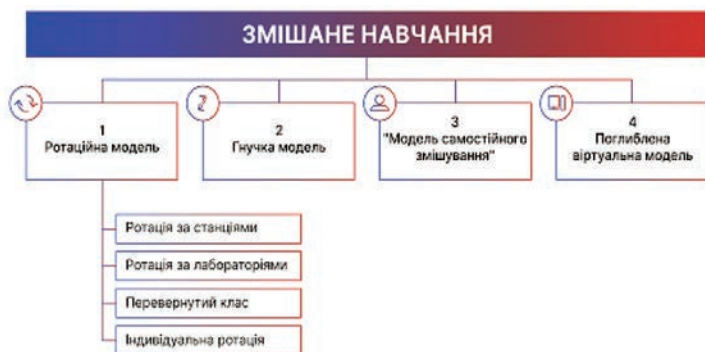 ЗМІШАНЕ НАВЧАННЯ
1
Ротаційна модель
2
Гнучка модель
3
"Модель самостійного
змішування"
4
Поглиблена
віртуальна модель
Ротація за станціями
Ротація за лабораторіями
Перевернутий клас
Індивідуальна ротація